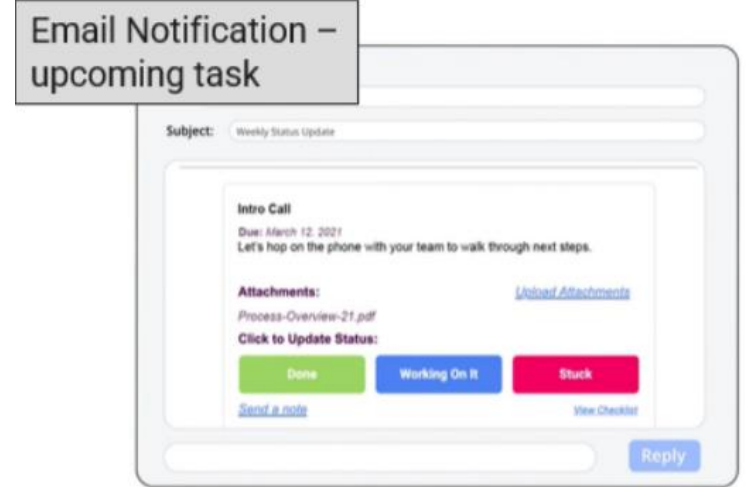 Email Notification –
upcoming task
Subject: Weekly Status Update
Intro Call
Due: March 12, 2021
Let's hop on the phone with your team to walk through next steps.
Attachments: Upload Attachments
Process-Overview-21.pdf
Click to Update Status:
Done Working On It Stuck
Send a note View Checklist
Reply